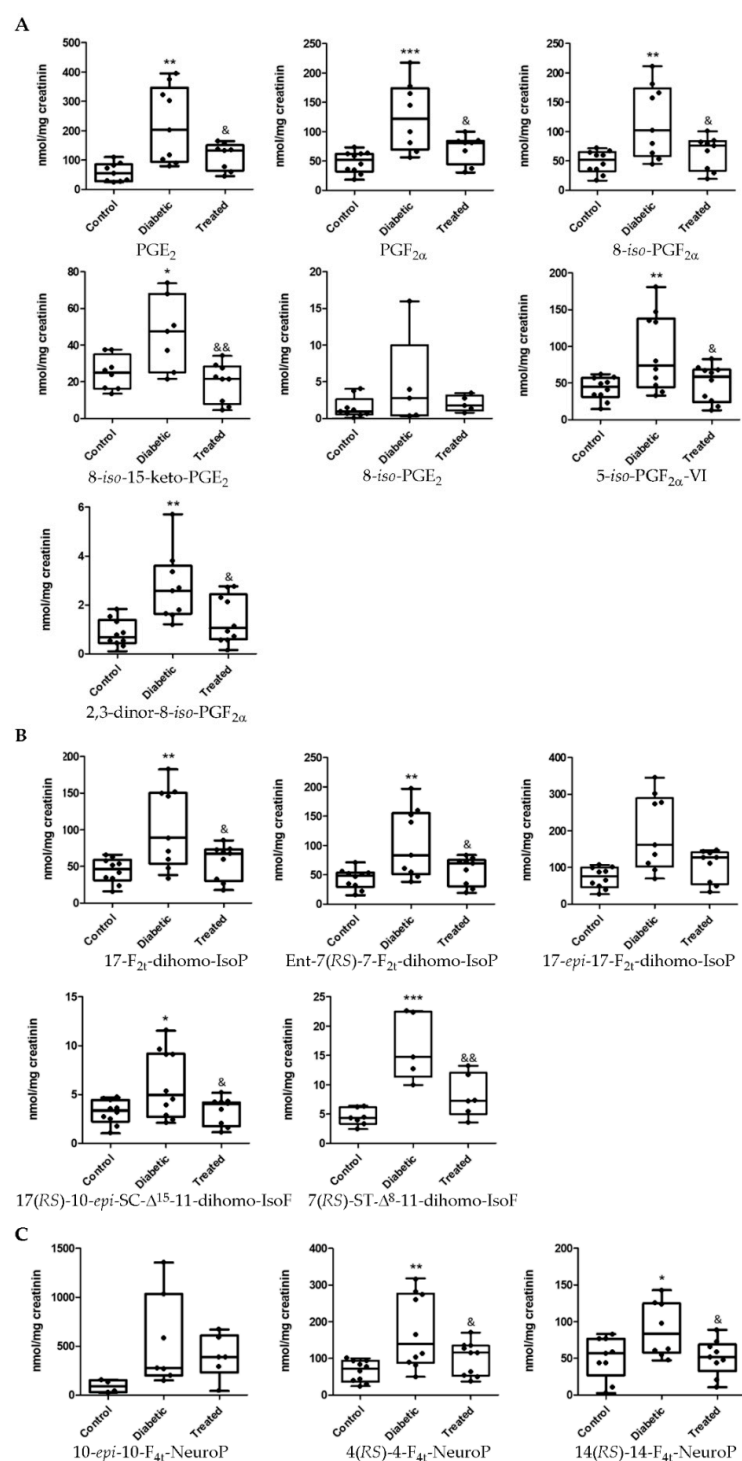 A
nmol/mg creatinin
500
400
300
200
100
0
**
&
Control
Diabetic
Treated
PGE₂
nmol/mg creatinin
250
200
150
100
50
0
***
&
Control
Diabetic
Treated
PGF₂α
nmol/mg creatinin
250
200
150
100
50
0
**
&
Control
Diabetic
Treated
8-iso-PGF₂α
nmol/mg creatinin
80
60
40
20
0
*
&&
Control
Diabetic
Treated
8-iso-15-keto-PGE₂
nmol/mg creatinin
20
15
10
5
0
Control
Diabetic
Treated
8-iso-PGE₂
nmol/mg creatinin
200
150
100
50
0
**
&
Control
Diabetic
Treated
5-iso-PGF₂α-VI
nmol/mg creatinin
6
4
2
0
**
&
Control
Diabetic
Treated
2,3-dinor-8-iso-PGF₂α
B
nmol/mg creatinin
200
150
100
50
0
**
&
Control
Diabetic
Treated
17-F₂t-dihomo-IsoP
nmol/mg creatinin
250
200
150
100
50
0
**
&
Control
Diabetic
Treated
Ent-7(RS)-7-F₂t-dihomo-IsoP
nmol/mg creatinin
400
300
200
100
0
Control
Diabetic
Treated
17-epi-17-F₂t-dihomo-IsoP
nmol/mg creatinin
15
10
5
0
*
&
Control
Diabetic
Treated
17(RS)-10-epi-SC-Δ¹⁵-11-dihomo-IsoF
nmol/mg creatinin
25
20
15
10
5
0
***
&&
Control
Diabetic
Treated
7(RS)-ST-Δ⁸-11-dihomo-IsoF
C
nmol/mg creatinin
1500
1000
500
0
Control
Diabetic
Treated
10-epi-10-F₄t-NeuroP
nmol/mg creatinin
400
300
200
100
0
**
&
Control
Diabetic
Treated
4(RS)-4-F₄t-NeuroP
nmol/mg creatinin
200
150
100
50
0
*
&
Control
Diabetic
Treated
14(RS)-14-F₄t-NeuroP